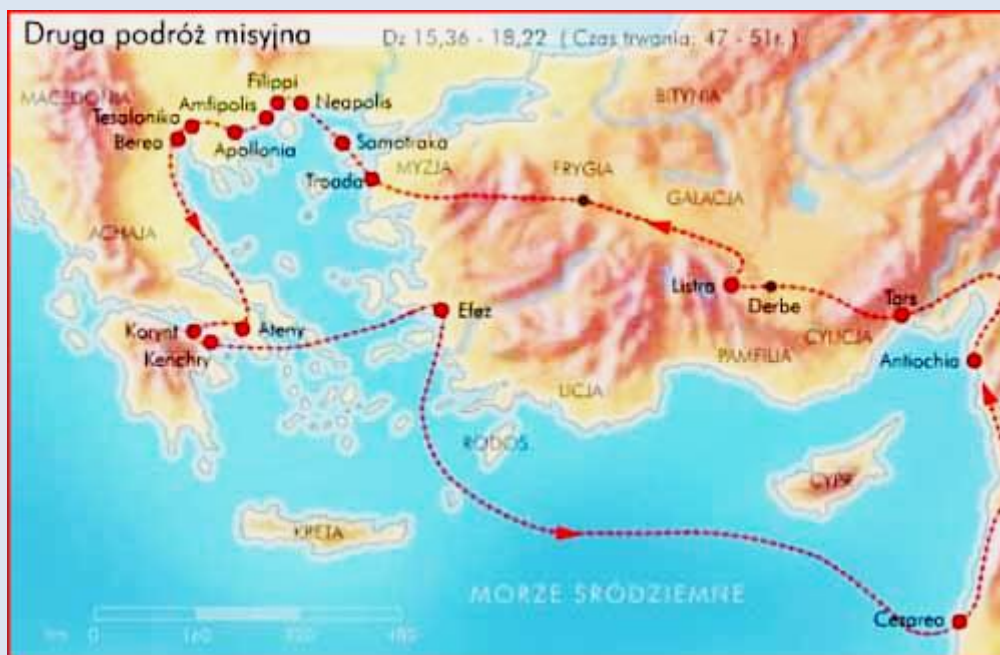 Druga podróż misyjna
Dz 15,36 - 18,22 ( Czas trwania: 47 - 51r. )
Filippi
MACEDONIA
Amfipolis
Neapolis
BITYNIA
Tesalonika
Berea
Apollonia
Samotraka
MYZJA
FRYGIA
Troada
GALACJA
ACHAJA
Listra
Derbe
Tars
Efez
Korynt
Ateny
CYLICJA
Kenchry
PAMFILIA
Antiochia
LICJA
RODOS
CYPR
KRETA
MORZE ŚRÓDZIEMNE
Cezarea
0
160